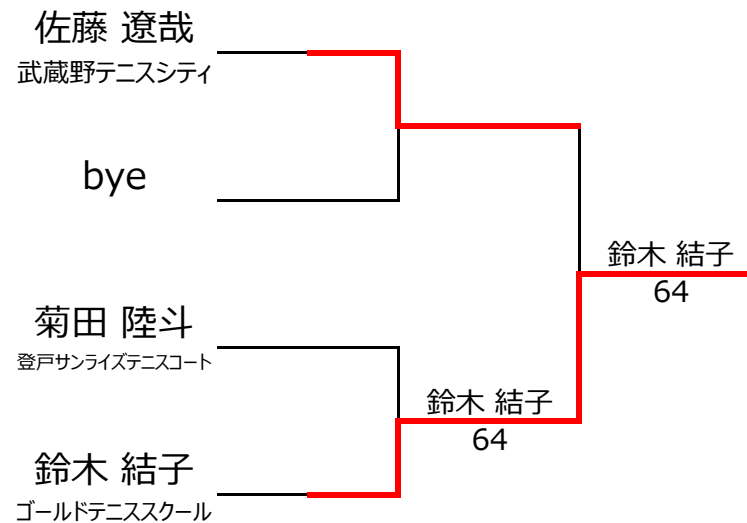 佐藤 遼哉
武蔵野テニスシティ
bye
菊田 陸斗
登戸サンライズテニスコート
鈴木 結子
ゴールドテニススクール
鈴木 結子
64
鈴木 結子
64